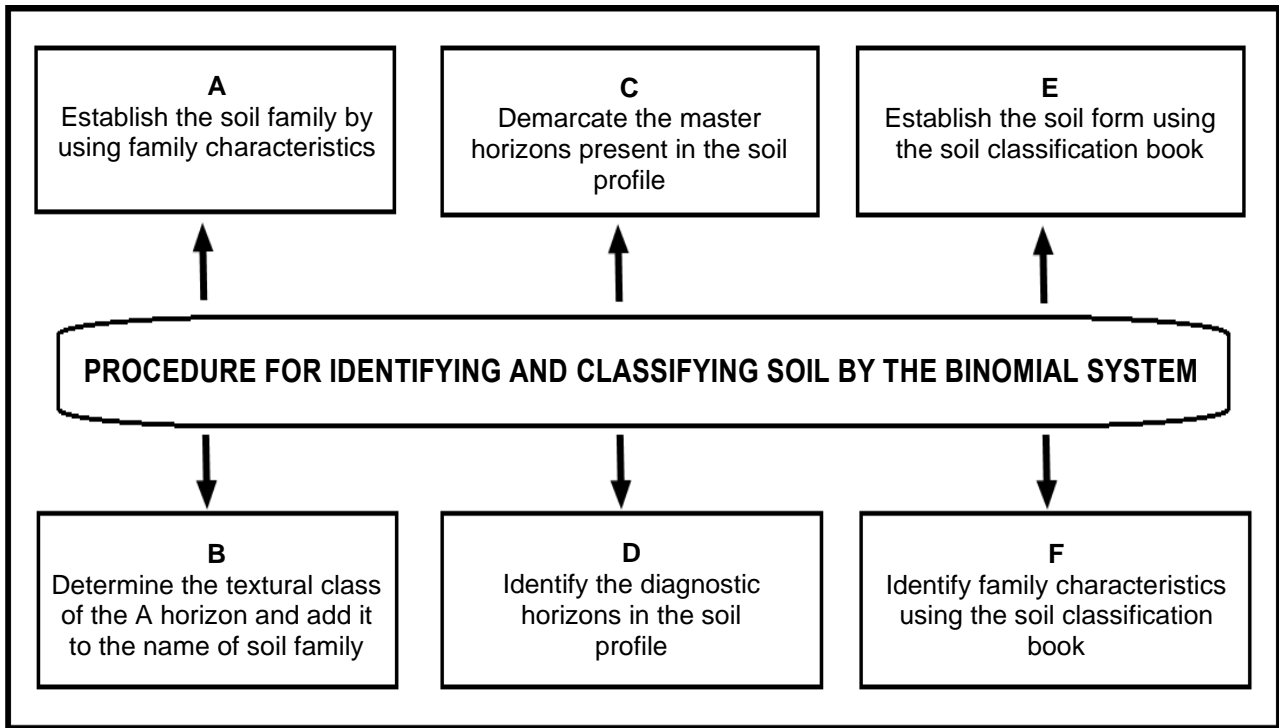 A
Establish the soil family by
using family characteristics
C
Demarcate the master
horizons present in the soil
profile
E
Establish the soil form using
the soil classification book
PROCEDURE FOR IDENTIFYING AND CLASSIFYING SOIL BY THE BINOMIAL SYSTEM
B
Determine the textural class
of the A horizon and add it
to the name of soil family
D
Identify the diagnostic
horizons in the soil
profile
F
Identify family characteristics
using the soil classification
book